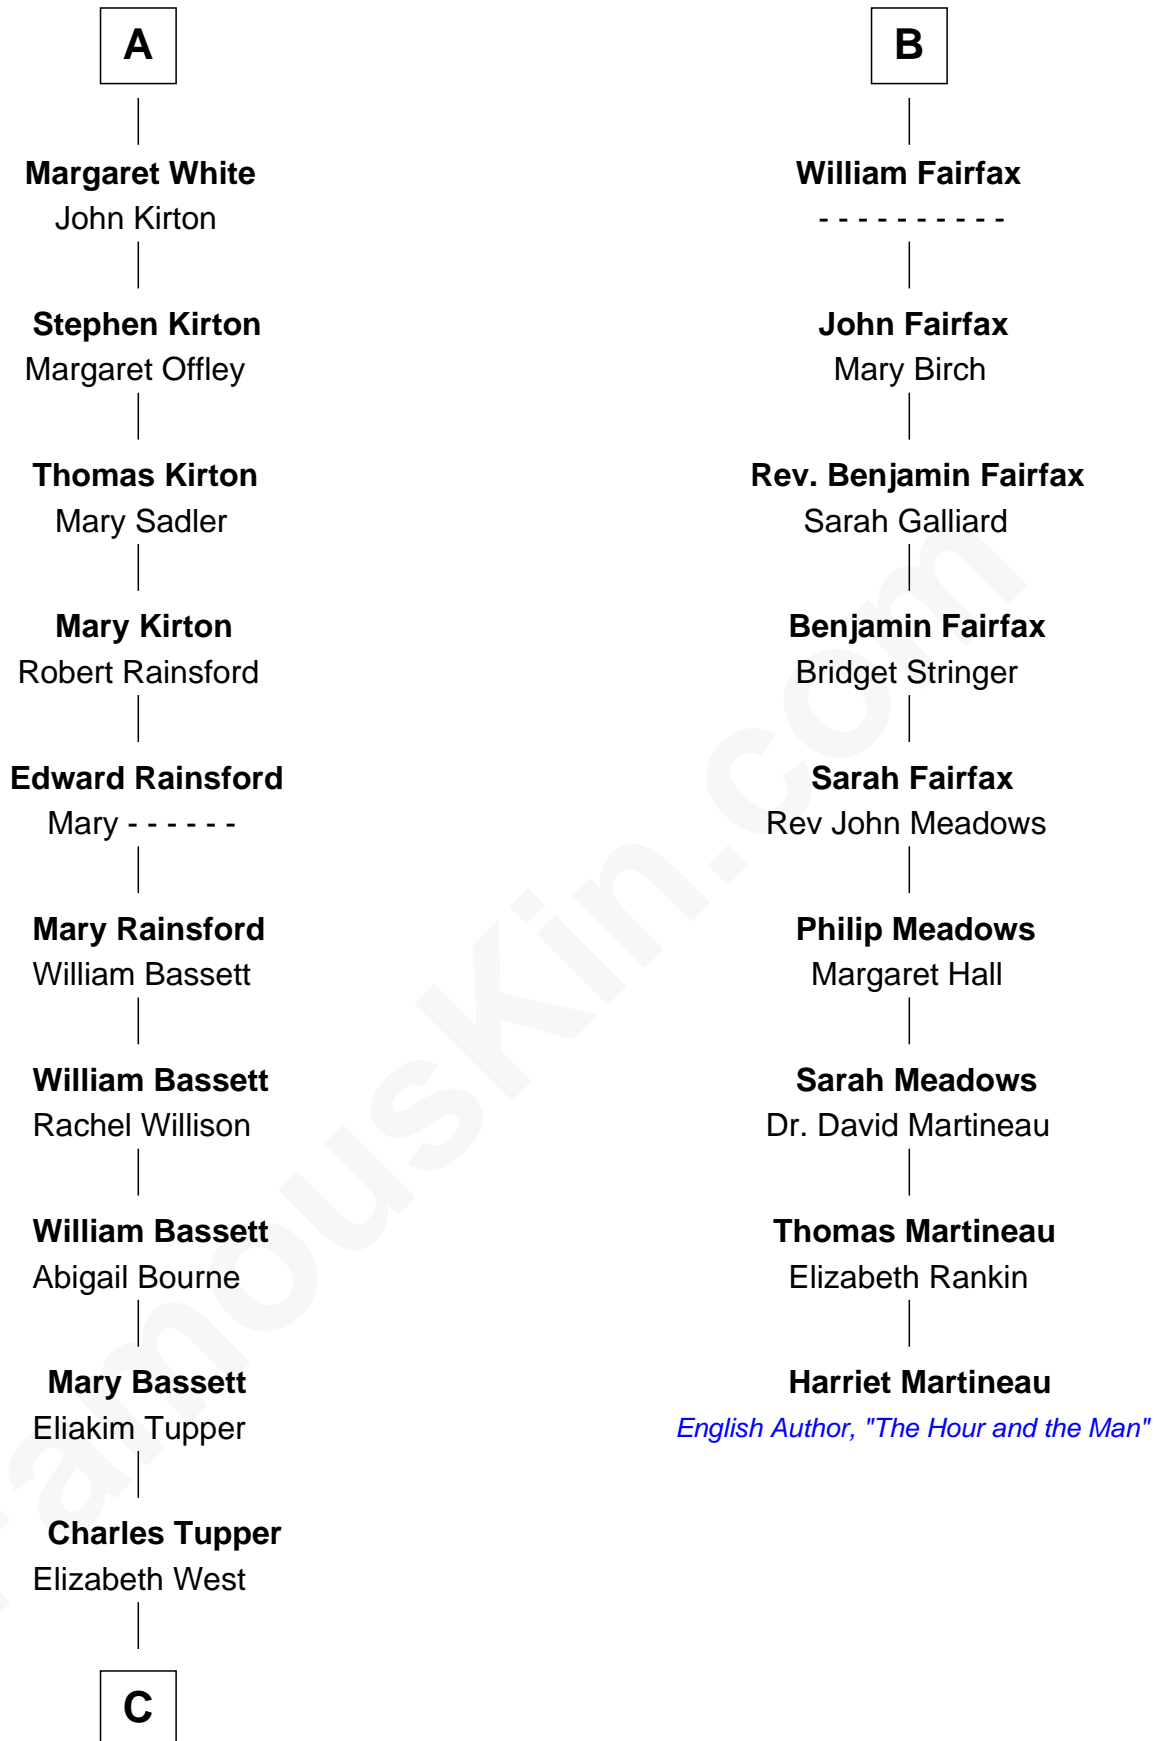 A
Margaret White
John Kirton
Stephen Kirton
Margaret Offley
Thomas Kirton
Mary Sadler
Mary Kirton
Robert Rainsford
Edward Rainsford
Mary - - - - - -
Mary Rainsford
William Bassett
William Bassett
Rachel Willison
William Bassett
Abigail Bourne
Mary Bassett
Eliakim Tupper
Charles Tupper
Elizabeth West
C
B
William Fairfax
- - - - - - - - - -
John Fairfax
Mary Birch
Rev. Benjamin Fairfax
Sarah Galliard
Benjamin Fairfax
Bridget Stringer
Sarah Fairfax
Rev John Meadows
Philip Meadows
Margaret Hall
Sarah Meadows
Dr. David Martineau
Thomas Martineau
Elizabeth Rankin
Harriet Martineau
English Author, "The Hour and the Man"
FamousKin.com